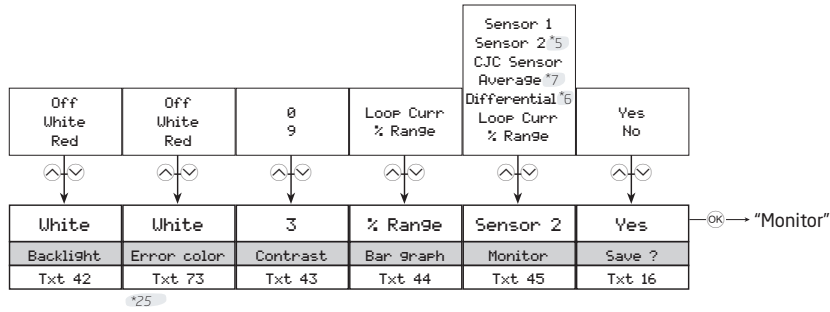 Off
White
Red
Off
White
Red
0
9
Loop Curr
% Range
Sensor 1
Sensor 2 *5
CJC Sensor
Average *7
Differential *6
Loop Curr
% Range
Yes
No
White
White
3
% Range
Sensor 2
Yes
OK
"Monitor"
Backlight
Error color
Contrast
Bar graph
Monitor
Save ?
Txt 42
Txt 73
Txt 43
Txt 44
Txt 45
Txt 16
*25